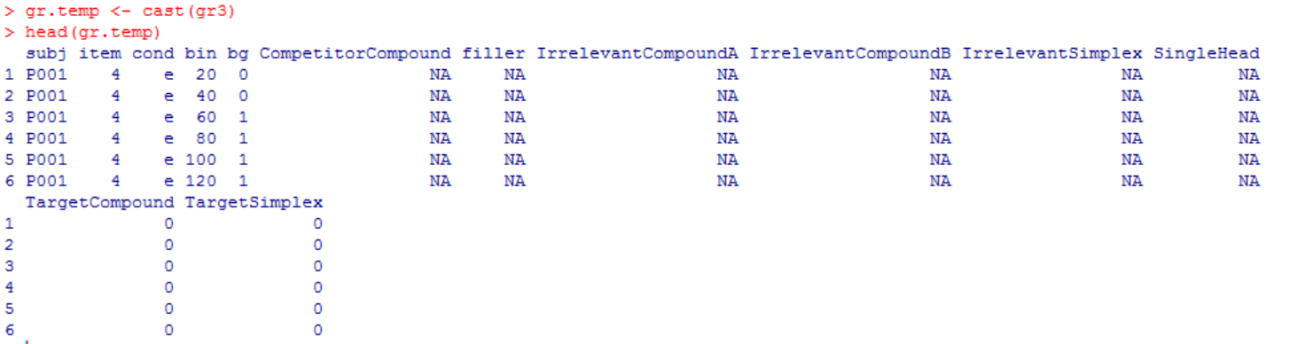 > gr.temp <- cast(gr3)
> head(gr.temp)
subj item cond bin bg CompetitorCompound filler IrrelevantCompoundA IrrelevantCompoundB IrrelevantSimplex SingleHead
1 P001 4 e 20 0 NA NA NA NA NA NA
2 P001 4 e 40 0 NA NA NA NA NA NA
3 P001 4 e 60 1 NA NA NA NA NA NA
4 P001 4 e 80 1 NA NA NA NA NA NA
5 P001 4 e 100 1 NA NA NA NA NA NA
6 P001 4 e 120 1 NA NA NA NA NA NA
TargetCompound TargetSimplex
1 0 0
2 0 0
3 0 0
4 0 0
5 0 0
6 0 0